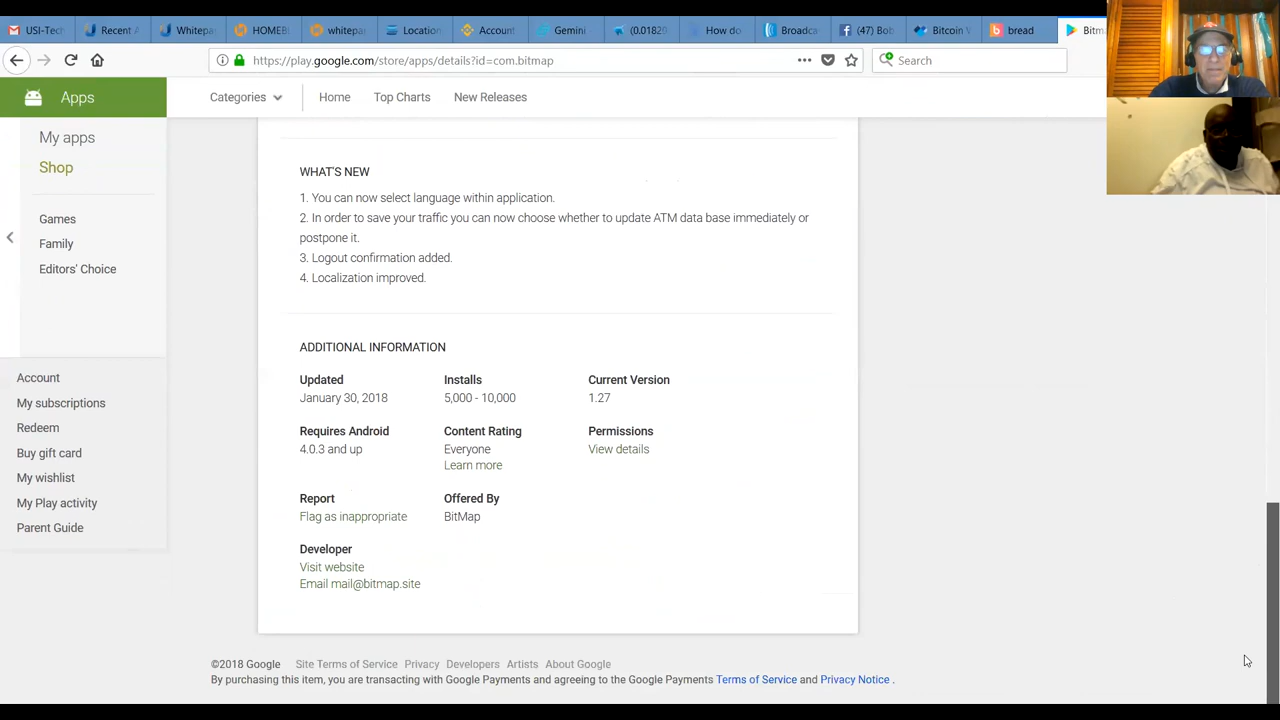 USI-Tech
Recent A
Whitepap
HOMEBL
whitepa
Locatio
Accoun
Gemini
(0.01829
How do
Broadca
(47) Bo
Bitcoin V
bread
Bitm
https://play.google.com/store/apps/details?id=com.bitmap
Search
Apps
Categories
Home
Top Charts
New Releases
My apps
Shop
Games
Family
Editors' Choice
Account
My subscriptions
Redeem
Buy gift card
My wishlist
My Play activity
Parent Guide
WHAT'S NEW
1. You can now select language within application.
2. In order to save your traffic you can now choose whether to update ATM data base immediately or
postpone it.
3. Logout confirmation added.
4. Localization improved.
ADDITIONAL INFORMATION
Updated
January 30, 2018
Installs
5,000 - 10,000
Current Version
1.27
Requires Android
4.0.3 and up
Content Rating
Everyone
Learn more
Permissions
View details
Report
Flag as inappropriate
Offered By
BitMap
Developer
Visit website
Email mail@bitmap.site
©2018 Google Site Terms of Service Privacy Developers Artists About Google
By purchasing this item, you are transacting with Google Payments and agreeing to the Google Payments Terms of Service and Privacy Notice .